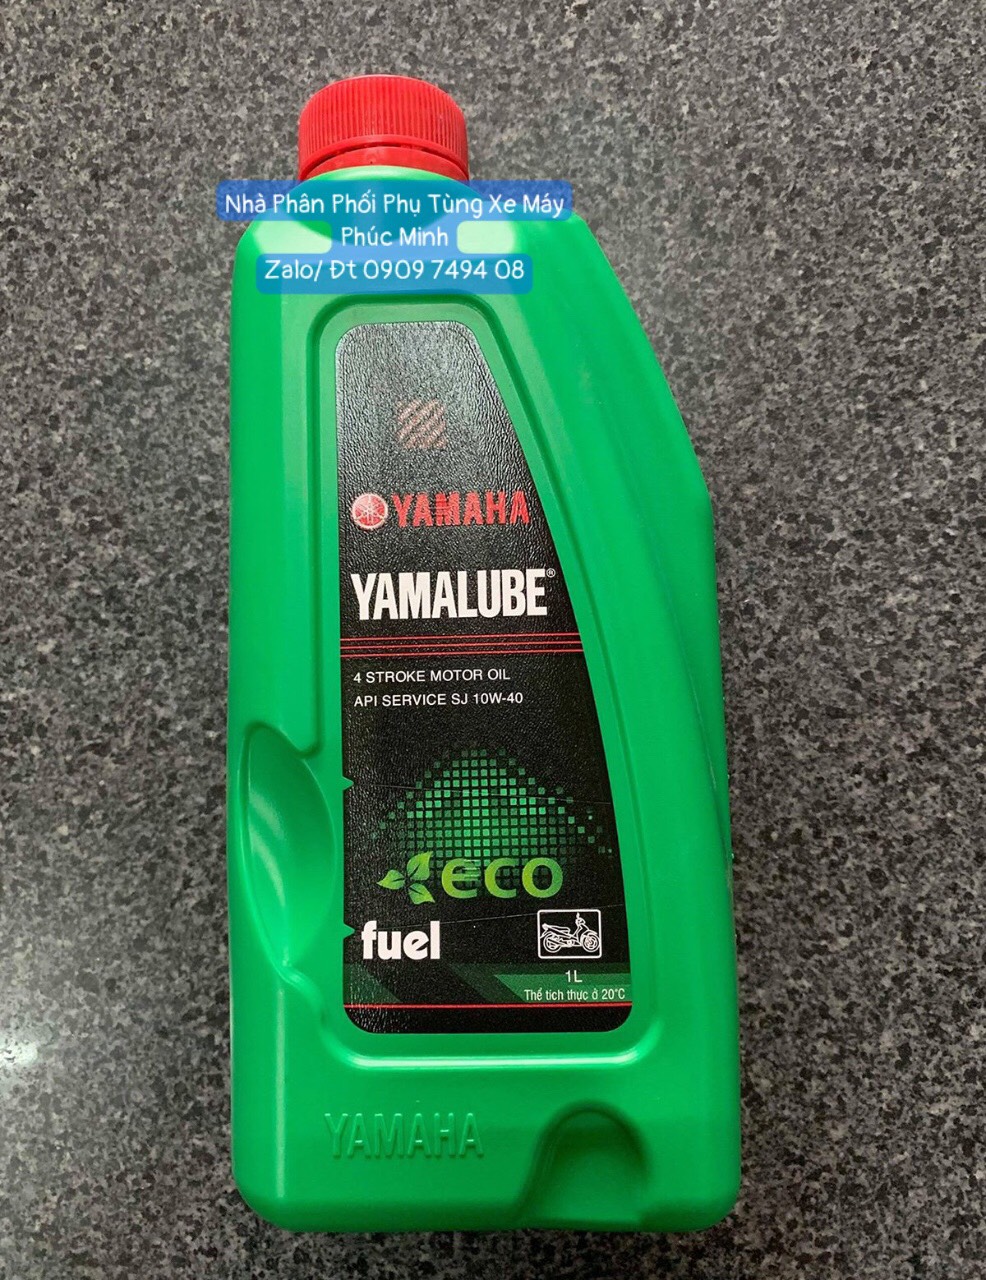 Nhà Phân Phối Phụ Tùng Xe Máy
Phúc Minh
Zalo/ Đt 0909 7494 08
YAMAHA
YAMALUBE®
4 STROKE MOTOR OIL
API SERVICE SJ 10W-40
eco
fuel
1L
Thể tích thực ở 20°C
YAMAHA